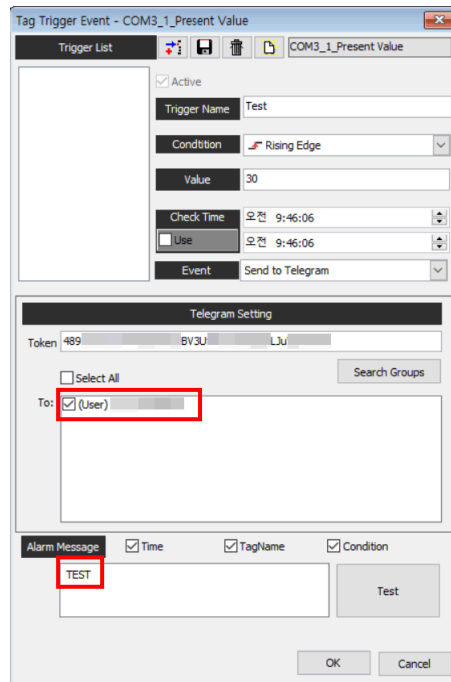 Tag Trigger Event - COM3_1_Present Value
Trigger List
COM3_1_Present Value
Active
Trigger Name Test
Condtition Rising Edge
Value 30
Check Time 오전 9:46:06
Use 오전 9:46:06
Event Send to Telegram
Telegram Setting
Token 489 BV3U LJu
Select All Search Groups
To: (User)
Alarm Message Time TagName Condition
TEST
Test
OK Cancel